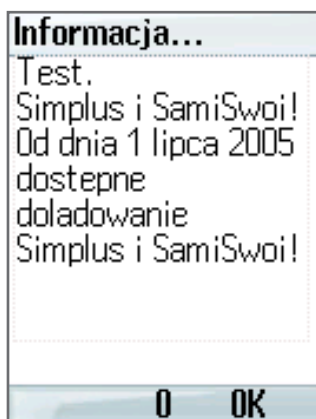 Informacja...
Test.
Simplus i SamiSwoi!
Od dnia 1 lipca 2005
dostepne
doladowanie
Simplus i SamiSwoi!
0 OK